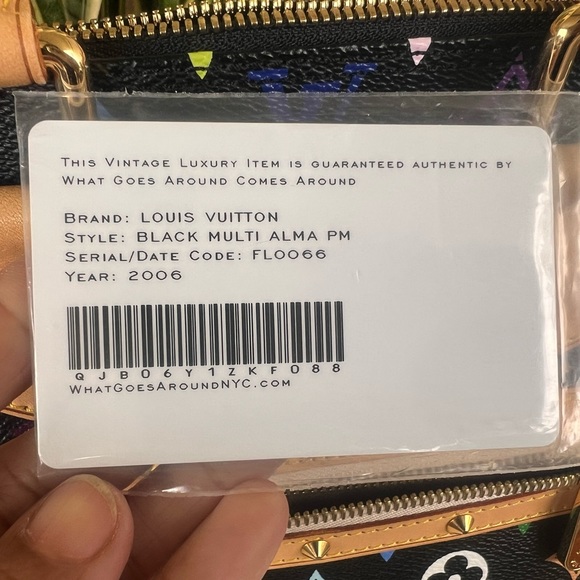 This Vintage Luxury Item is guaranteed authentic by
What Goes Around Comes Around
Brand: LOUIS VUITTON
Style: BLACK MULTI ALMA PM
Serial/Date Code: FL0066
Year: 2006
QJB06Y1ZKF088
WhatGoesAroundNYC.com